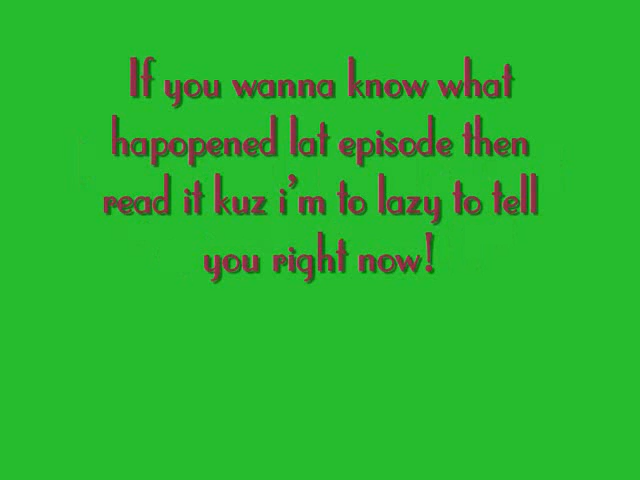 If you wanna know what
hapopened lat episode then
read it kuz i'm to lazy to tell
you right now!